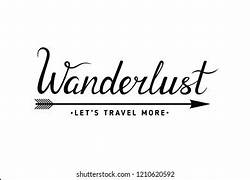 Wanderlust
•LET'S TRAVEL MORE•
shutterstock.com • 1210620592